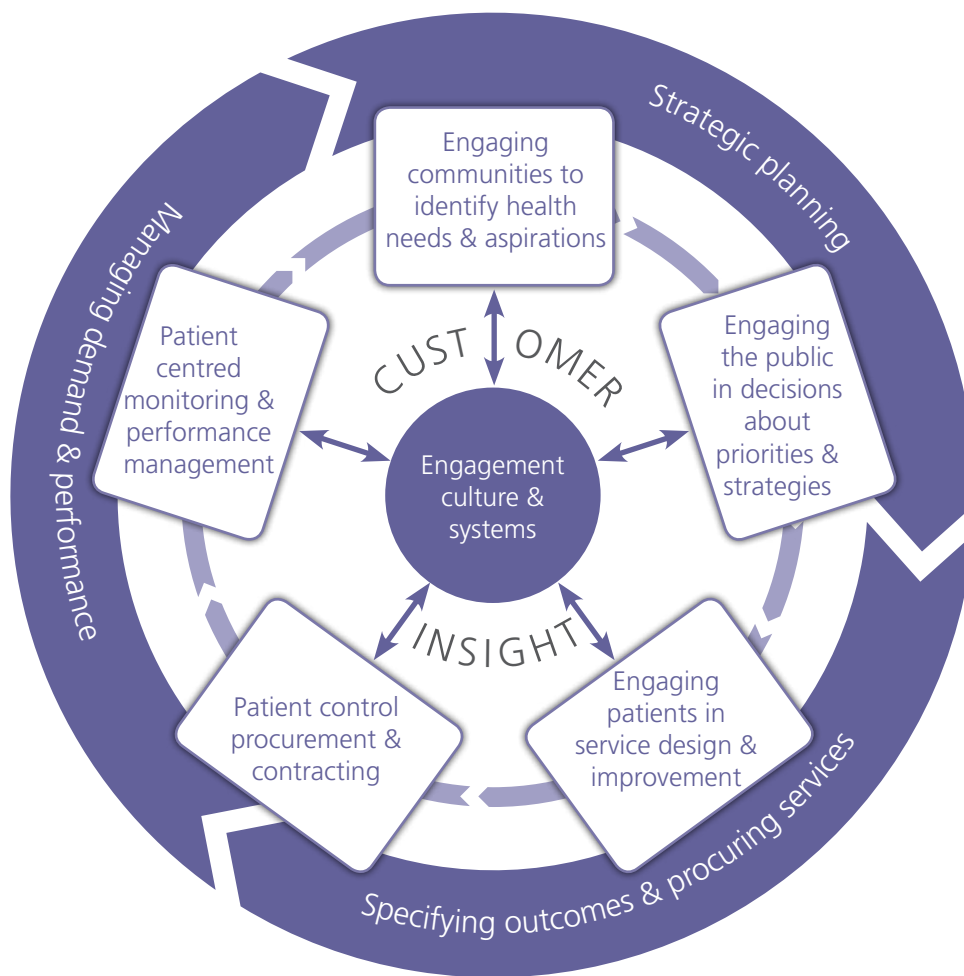 Strategic planning
Engaging
communities to
identify health
needs & aspirations
Engaging
the public
in decisions
about
priorities &
strategies
Engaging
patients in
service design &
improvement
Specifying outcomes & procuring services
Patient control
procurement &
contracting
Patient
centred
monitoring &
performance
management
Managing demand & performance
CUSTOMER
INSIGHT
Engagement
culture &
systems